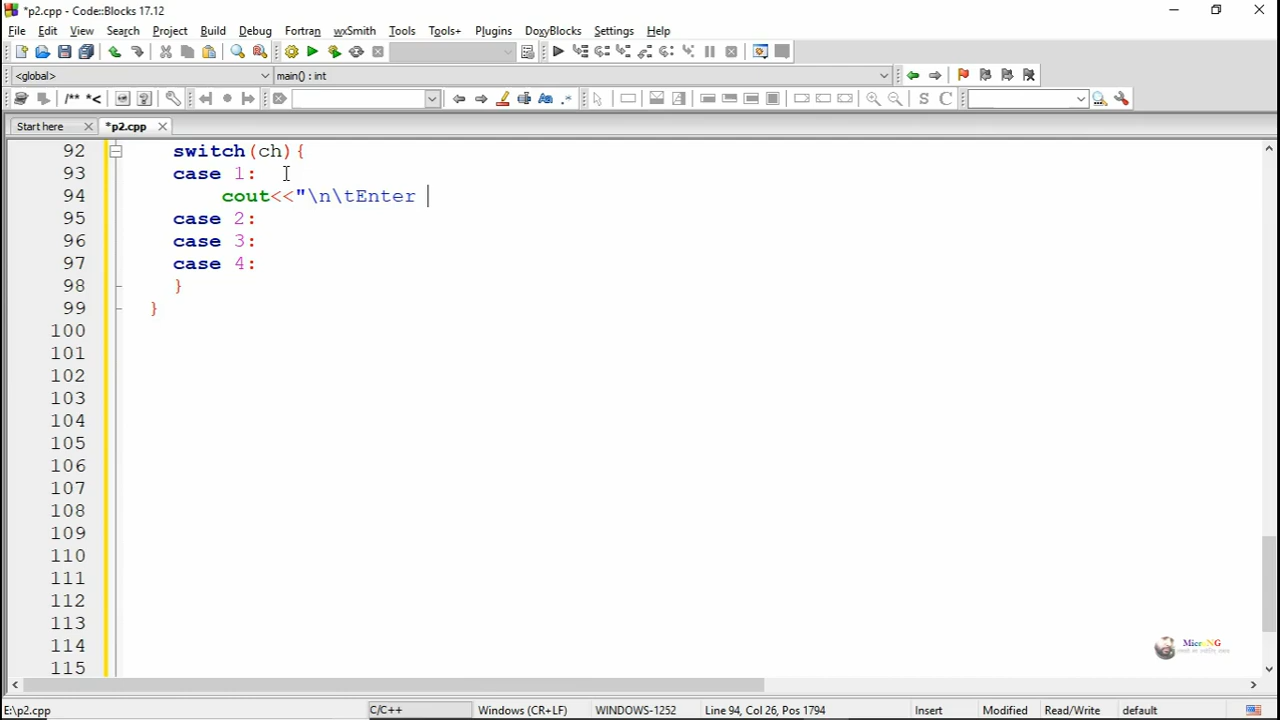 *p2.cpp - Code::Blocks 17.12
File Edit View Search Project Build Debug Fortran wxSmith Tools Tools+ Plugins DoxyBlocks Settings Help
<global> main() : int
/** *<
S C
Start here *p2.cpp
92 switch(ch){
93 case 1:
94 cout<<"\n\tEnter
95 case 2:
96 case 3:
97 case 4:
98 }
99 }
100
101
102
103
104
105
106
107
108
109
110
111
112
113
114
115
MicroNG
E:\p2.cpp C/C++ Windows (CR+LF) WINDOWS-1252 Line 94, Col 26, Pos 1794 Insert Modified Read/Write default